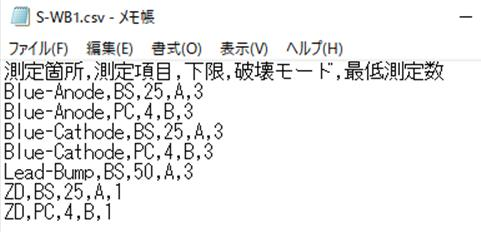 S-WB1.csv - メモ帳
ファイル(F) 編集(E) 書式(O) 表示(V) ヘルプ(H)
測定箇所,測定項目,下限,破壊モード,最低測定数
Blue-Anode,BS,25,A,3
Blue-Anode,PC,4,B,3
Blue-Cathode,BS,25,A,3
Blue-Cathode,PC,4,B,3
Lead-Bump,BS,50,A,3
ZD,BS,25,A,1
ZD,PC,4,B,1